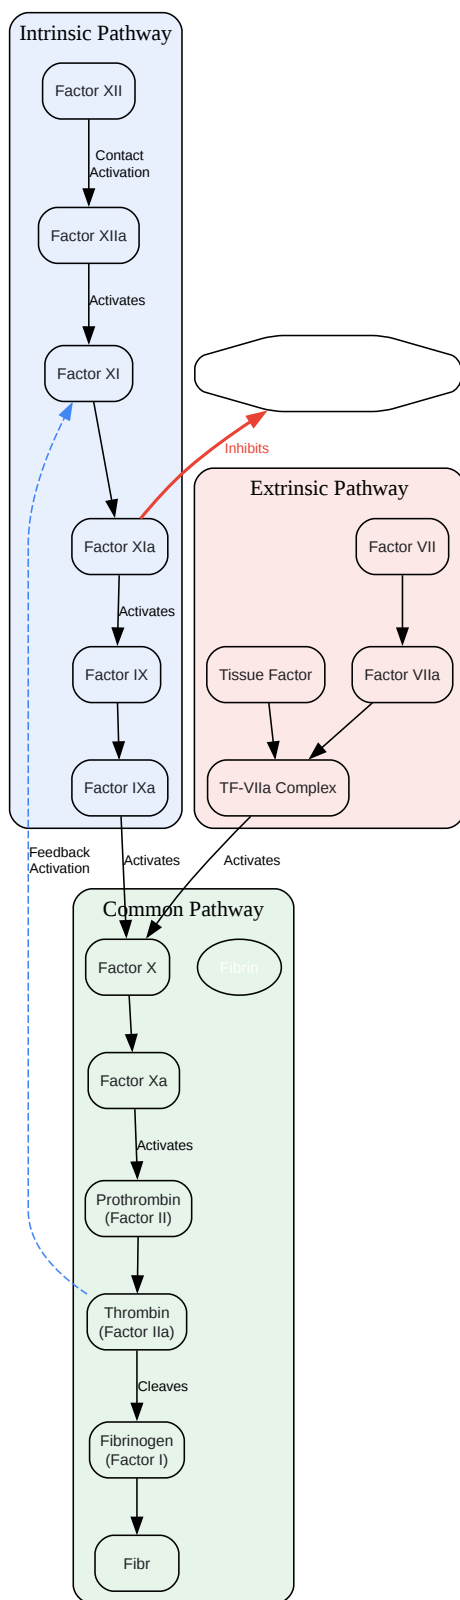 Intrinsic Pathway
Factor XII
Contact
Activation
Factor XIIa
Activates
Factor XI
Inhibits
Extrinsic Pathway
Factor XIa
Factor VII
Activates
Factor IX
Tissue Factor
Factor VIIa
Factor IXa
TF-VIIa Complex
Feedback
Activation
Activates
Activates
Common Pathway
Factor X
Fibrin
Factor Xa
Activates
Prothrombin
(Factor II)
Thrombin
(Factor IIa)
Cleaves
Fibrinogen
(Factor I)
Fibr